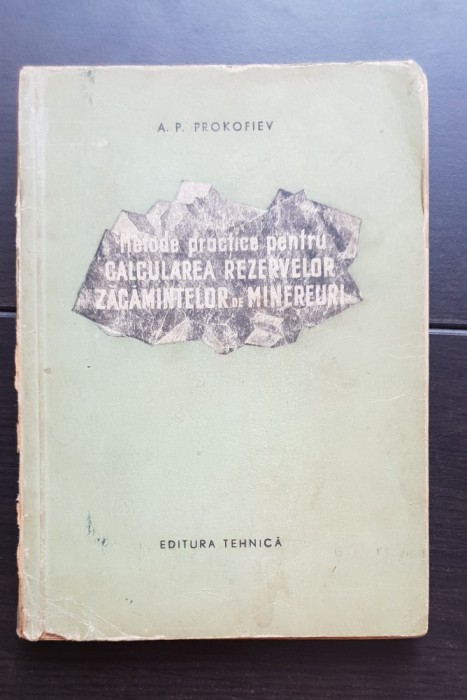 A. P. PROKOFIEV
Metode practice pentru
CALCULAREA REZERVELOR
ZĂCĂMINTELOR DE MINEREURI
EDITURA TEHNICĂ